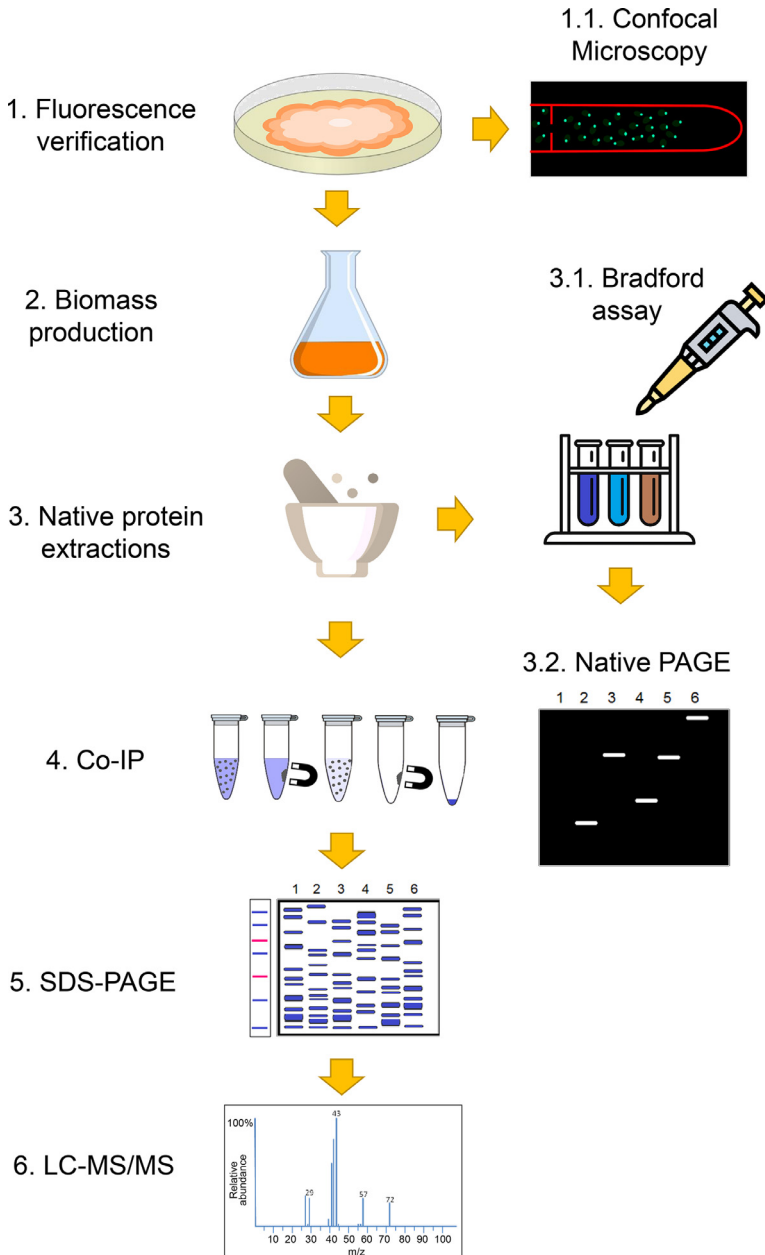 1.1. Confocal
Microscopy
1. Fluorescence
verification
2. Biomass
production
3.1. Bradford
assay
3. Native protein
extractions
3.2. Native PAGE
1 2 3 4 5 6
4. Co-IP
1 2 3 4 5 6
5. SDS-PAGE
6. LC-MS/MS
100%
Relative
abundance
43
29
57
72
10 20 30 40 50 60 70 80 90 100
m/z